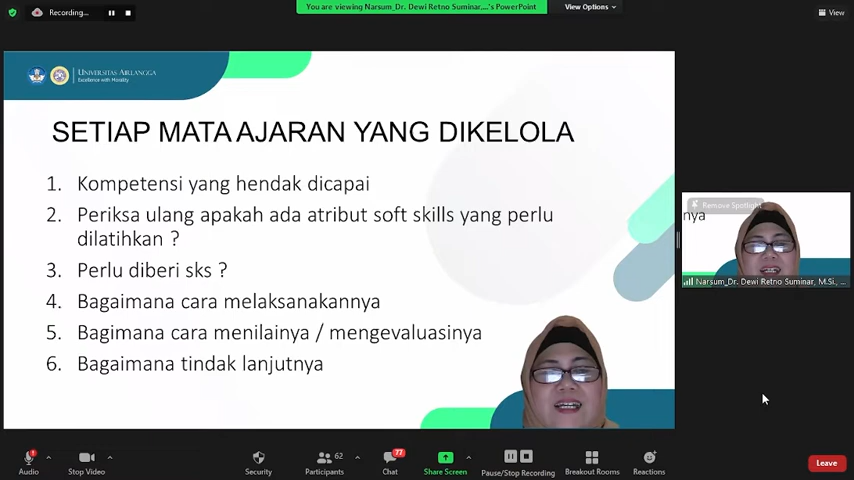 Recording...
You are viewing Narsum_Dr. Dewi Retno Suminar,...'s PowerPoint
View Options
View
UNIVERSITAS AIRLANGGA
Excellence with Morality
SETIAP MATA AJARAN YANG DIKELOLA
1. Kompetensi yang hendak dicapai
2. Periksa ulang apakah ada atribut soft skills yang perlu
dilatihkan ?
3. Perlu diberi sks ?
4. Bagaimana cara melaksanakannya
5. Bagimana cara menilainya / mengevaluasinya
6. Bagaimana tindak lanjutnya
Remove Spotlight
nya
Narsum_Dr. Dewi Retno Suminar, M.Si., ...
Audio
Stop Video
Security
Participants
62
Chat
77
Share Screen
Pause/Stop Recording
Breakout Rooms
Reactions
Leave